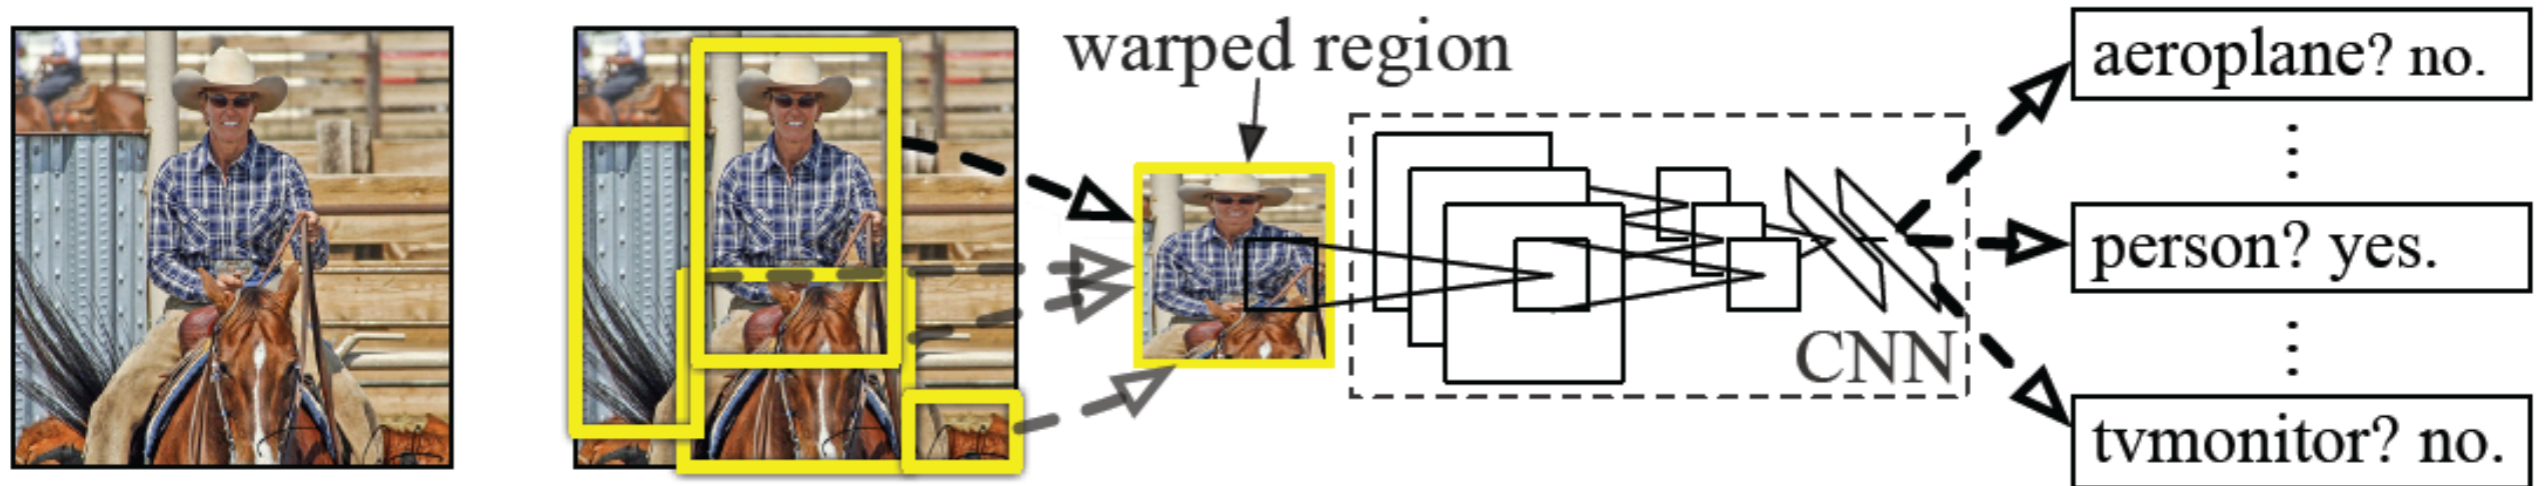 warped region
aeroplane? no.
person? yes.
CNN
tvmonitor? no.